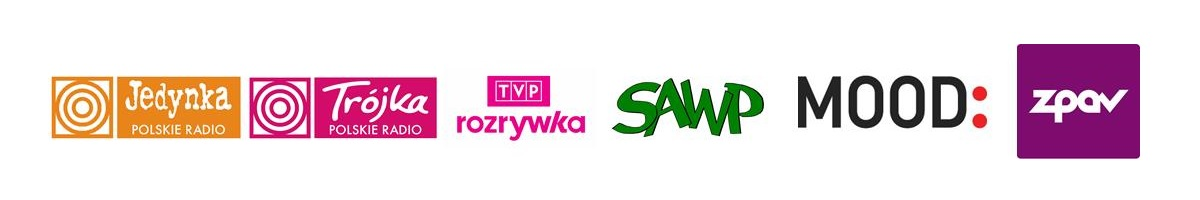 Jedynka
POLSKIE RADIO
Trójka
POLSKIE RADIO
TVP
rozrywka
SAWP
MOOD:
zpav